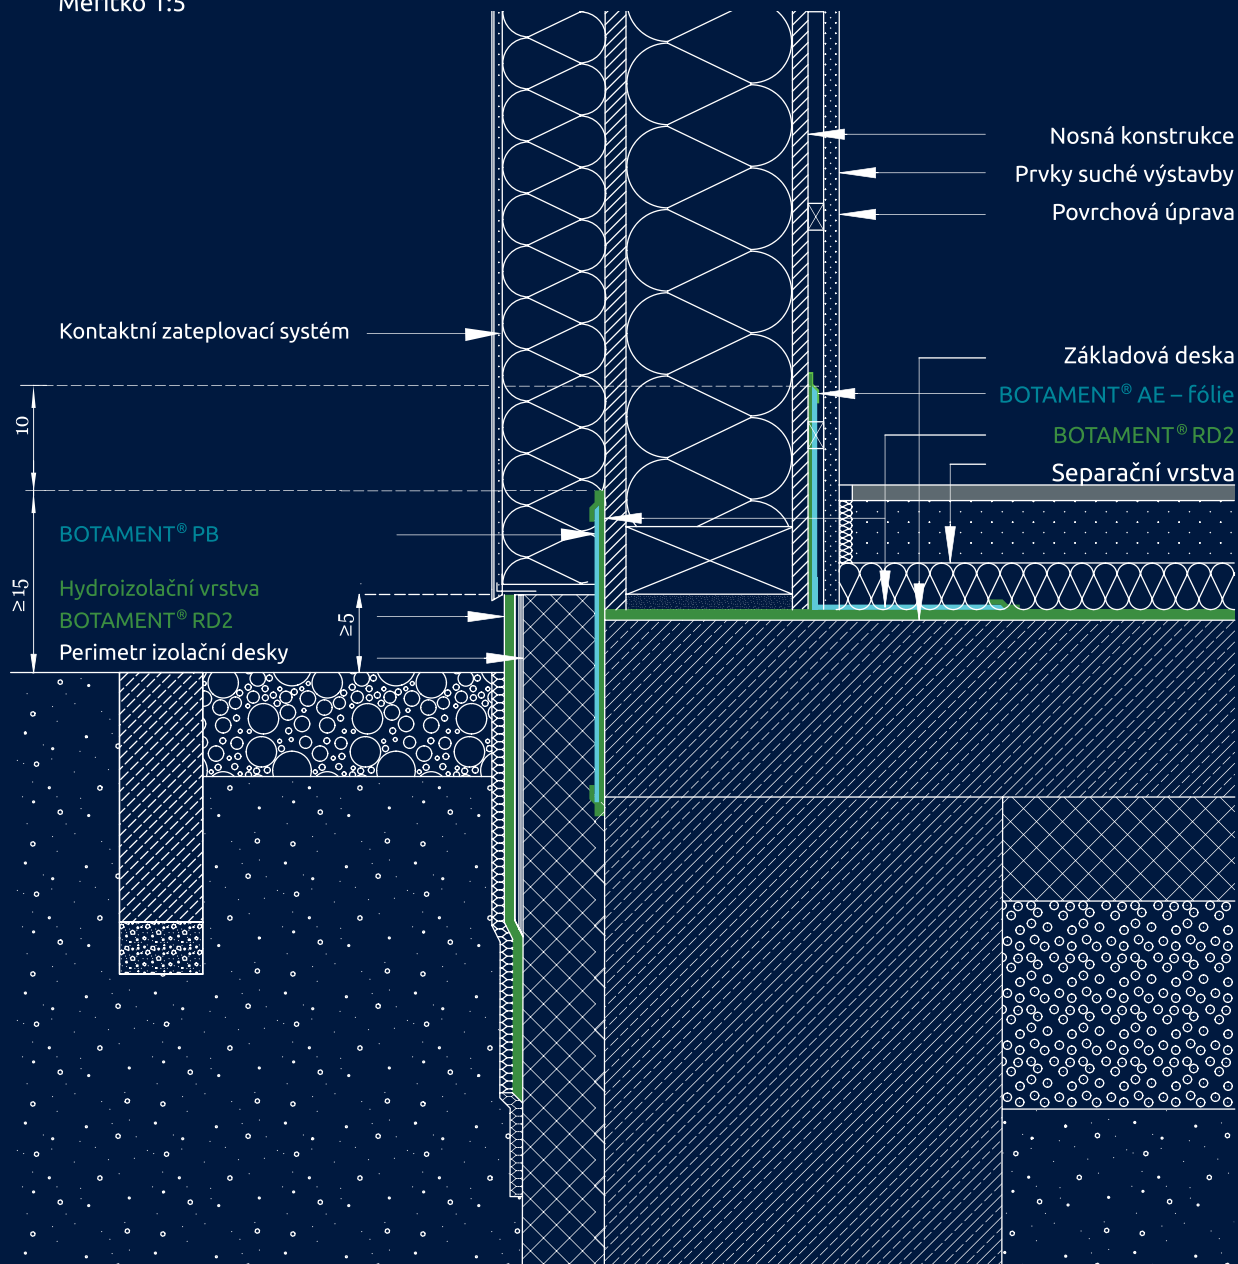 Měřítko 1:5
Nosná konstrukce
Prvky suché výstavby
Povrchová úprava
Kontaktní zateplovací systém
Základová deska
BOTAMENT® AE – fólie
BOTAMENT® RD2
Separační vrstva
10
BOTAMENT® PB
≥15
Hydroizolační vrstva
BOTAMENT® RD2
≥5
Perimetr izolační desky